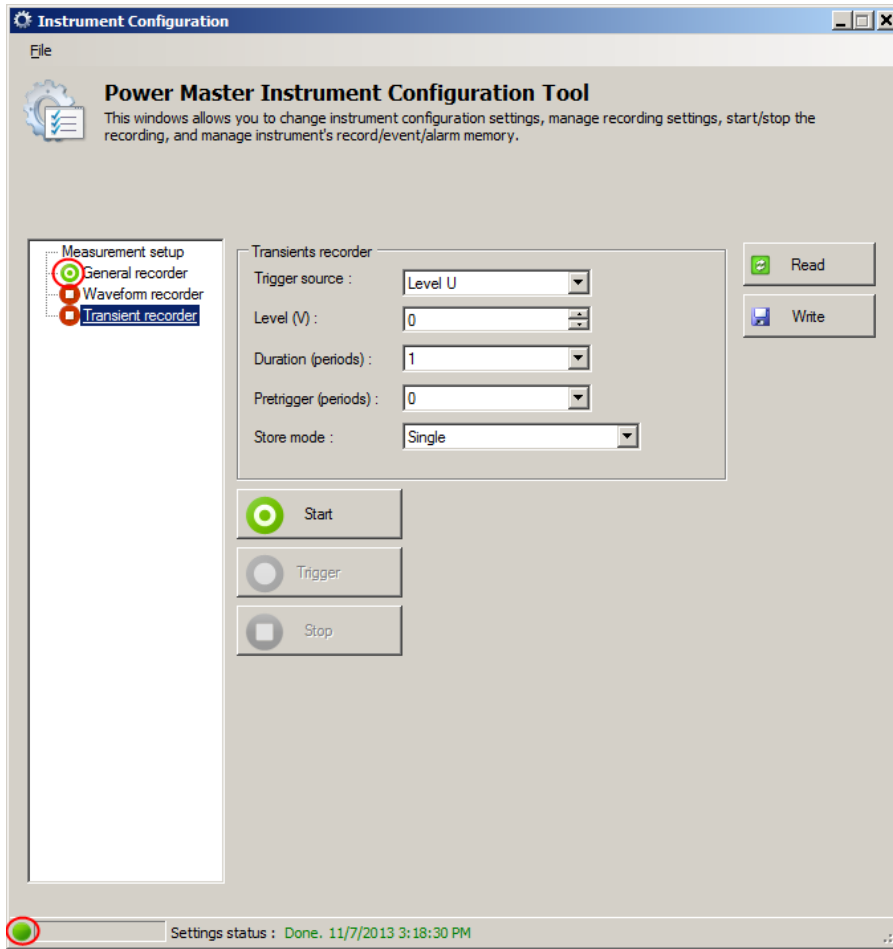 Instrument Configuration
File
Power Master Instrument Configuration Tool
This windows allows you to change instrument configuration settings, manage recording settings, start/stop the
recording, and manage instrument's record/event/alarm memory.
Measurement setup
General recorder
Waveform recorder
Transient recorder
Transients recorder
Trigger source :
Level U
Level (V) :
0
Duration (periods) :
1
Pretrigger (periods) :
0
Store mode :
Single
Read
Write
Start
Trigger
Stop
Settings status : Done. 11/7/2013 3:18:30 PM